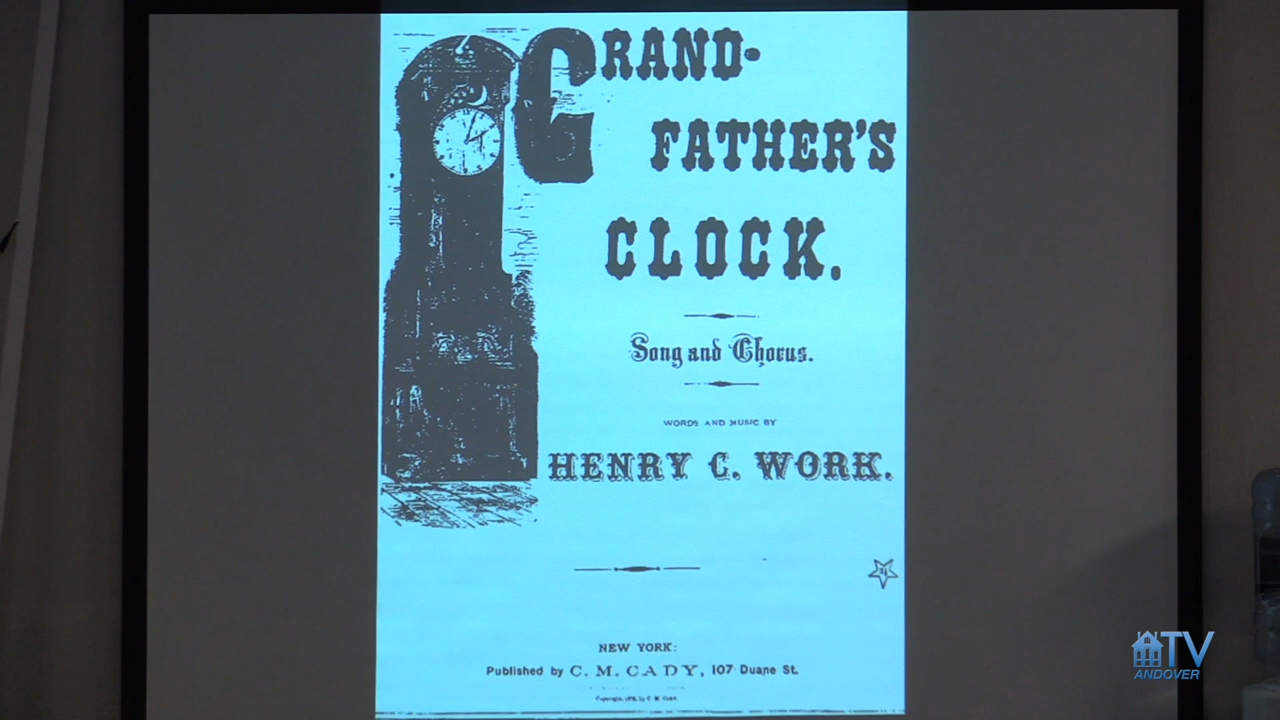 GRAND-
FATHER'S
CLOCK.
Song and Chorus.
WORDS AND MUSIC BY
HENRY C. WORK.
NEW YORK:
Published by C. M. CADY, 107 Duane St.
TV
ANDOVER